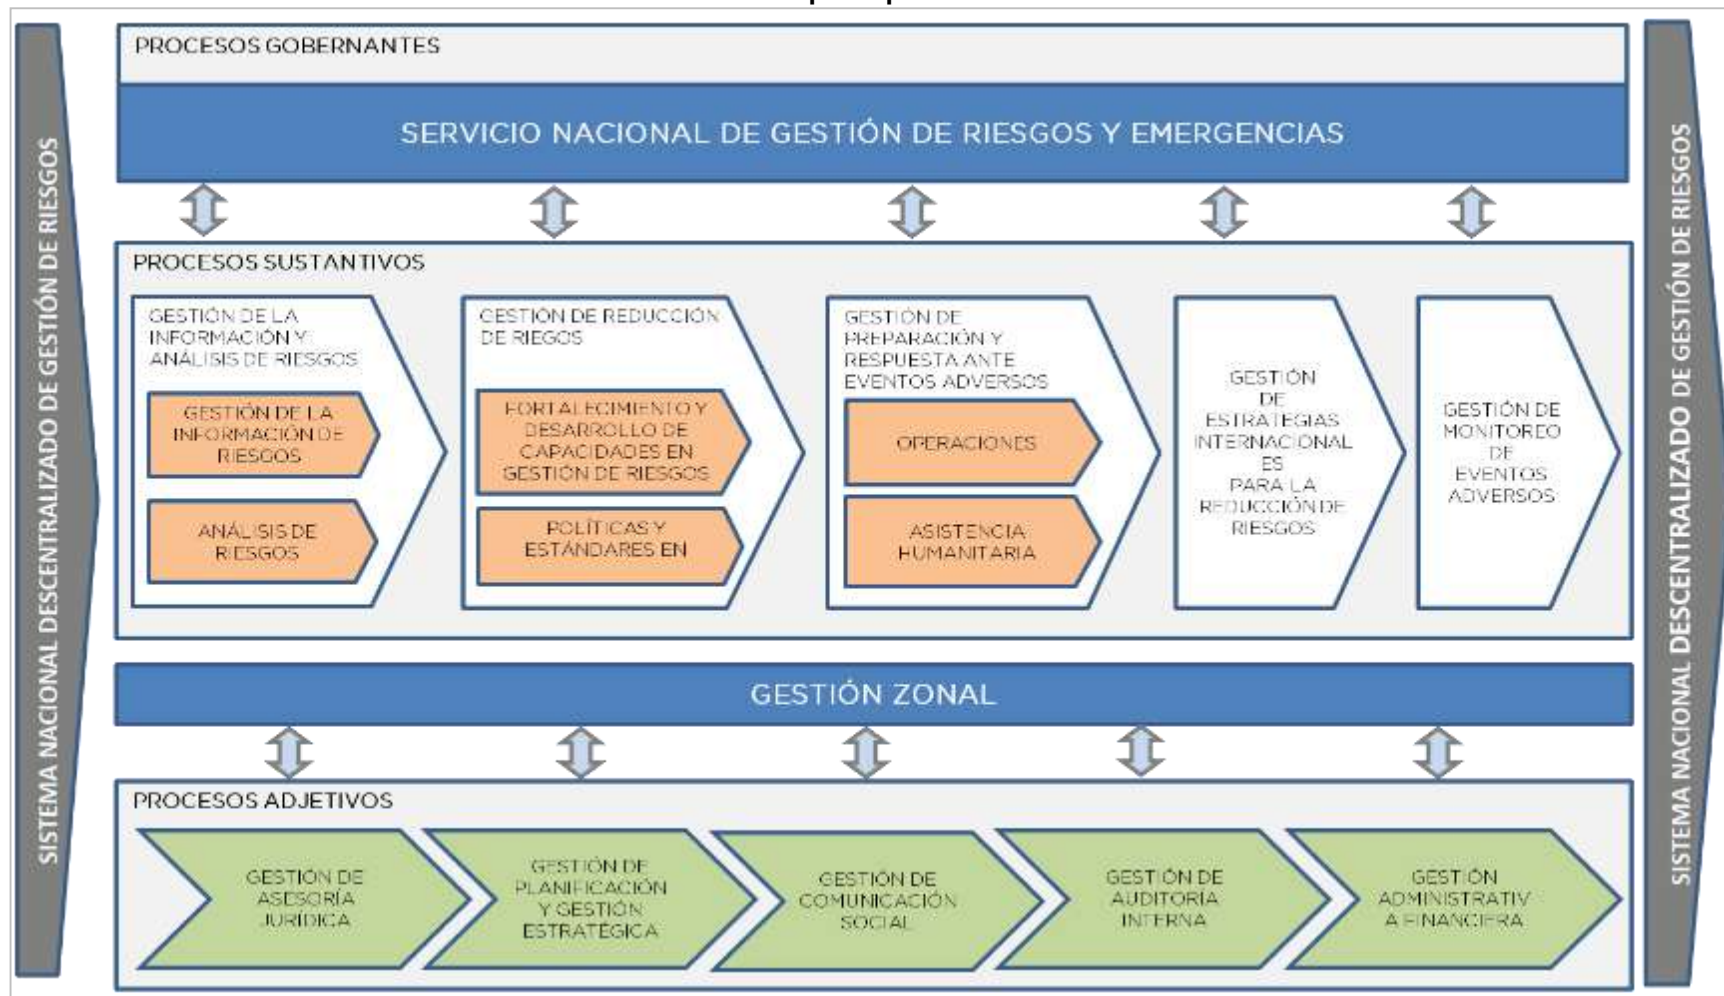 SISTEMA NACIONAL DESCENTRALIZADO DE GESTIÓN DE RIESGOS
PROCESOS GOBERNANTES
SERVICIO NACIONAL DE GESTIÓN DE RIESGOS Y EMERGENCIAS
PROCESOS SUSTANTIVOS
GESTIÓN DE LA
INFORMACIÓN Y
ANÁLISIS DE RIESGOS
GESTIÓN DE LA
INFORMACIÓN DE
RIESGOS
ANÁLISIS DE
RIESGOS
GESTIÓN DE REDUCCIÓN
DE RIEGOS
FORTALECIMIENTO Y
DESARROLLO DE
CAPACIDADES EN
GESTIÓN DE RIESGOS
POLÍTICAS Y
ESTÁNDARES EN
GESTIÓN DE
PREPARACIÓN Y
RESPUESTA ANTE
EVENTOS ADVERSOS
OPERACIONES
ASISTENCIA
HUMANITARIA
GESTIÓN
DE
ESTRATEGIAS
INTERNACIONAL
ES
PARA LA
REDUCCIÓN DE
RIESGOS
GESTIÓN DE
MONITOREO
DE
EVENTOS
ADVERSOS
GESTIÓN ZONAL
PROCESOS ADJETIVOS
GESTIÓN DE
ASESORÍA
JURÍDICA
GESTIÓN DE
PLANIFICACIÓN
Y GESTIÓN
ESTRATÉGICA
GESTIÓN DE
COMUNICACIÓN
SOCIAL
GESTIÓN DE
AUDITORÍA
INTERNA
GESTIÓN
ADMINISTRATIV
A FINANCIERA
SISTEMA NACIONAL DESCENTRALIZADO DE GESTIÓN DE RIESGOS